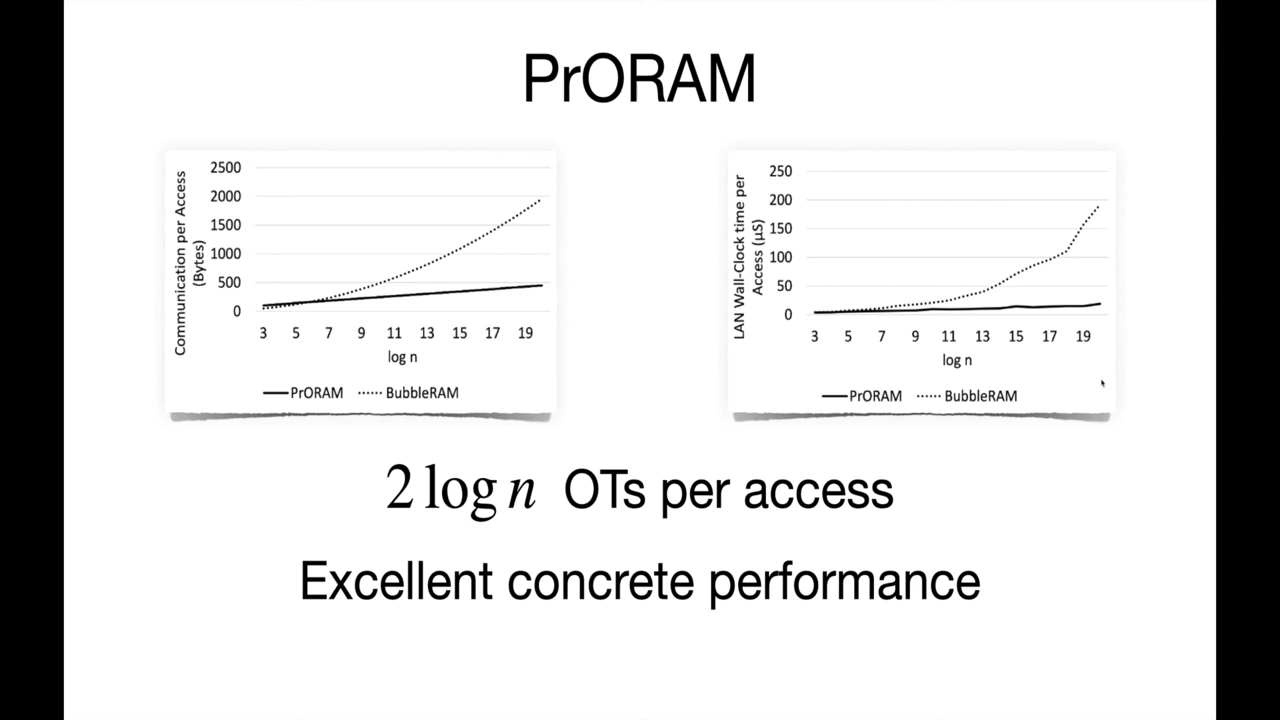 PrORAM
Communication per Access
(Bytes)
2500
2000
1500
1000
500
0
3 5 7 9 11 13 15 17 19
log n
PrORAM BubbleRAM
LAN Wall-Clock time per
Access (µS)
250
200
150
100
50
0
3 5 7 9 11 13 15 17 19
log n
PrORAM BubbleRAM
2 log n OTs per access
Excellent concrete performance